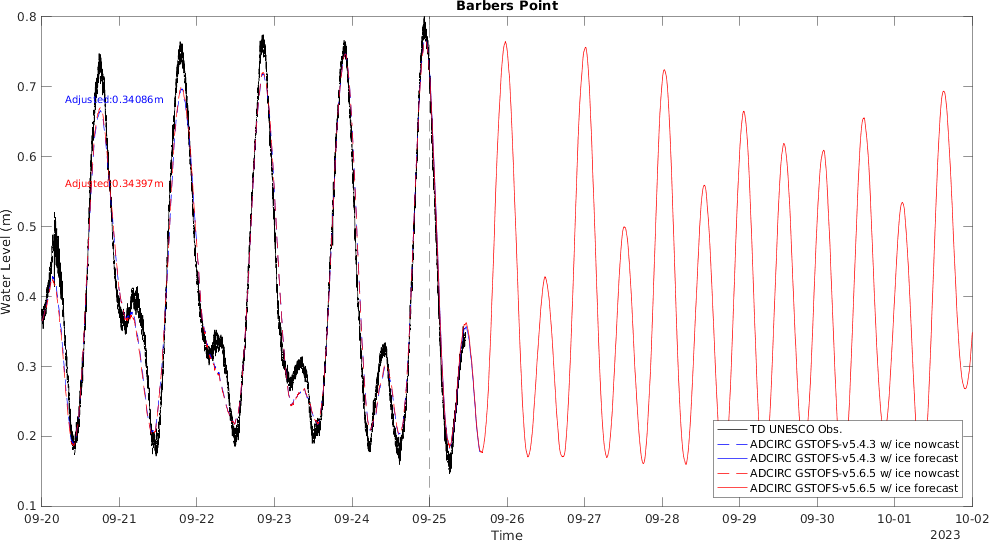 Barbers Point
0.8
0.7
0.6
0.5
0.4
0.3
0.2
0.1
Water Level (m)
Adjusted:0.34086m
Adjusted:0.34397m
TD UNESCO Obs.
ADCIRC GSTOFS-v5.4.3 w/ ice nowcast
ADCIRC GSTOFS-v5.4.3 w/ ice forecast
ADCIRC GSTOFS-v5.6.5 w/ ice nowcast
ADCIRC GSTOFS-v5.6.5 w/ ice forecast
09-20 09-21 09-22 09-23 09-24 09-25 09-26 09-27 09-28 09-29 09-30 10-01 10-02
Time
2023